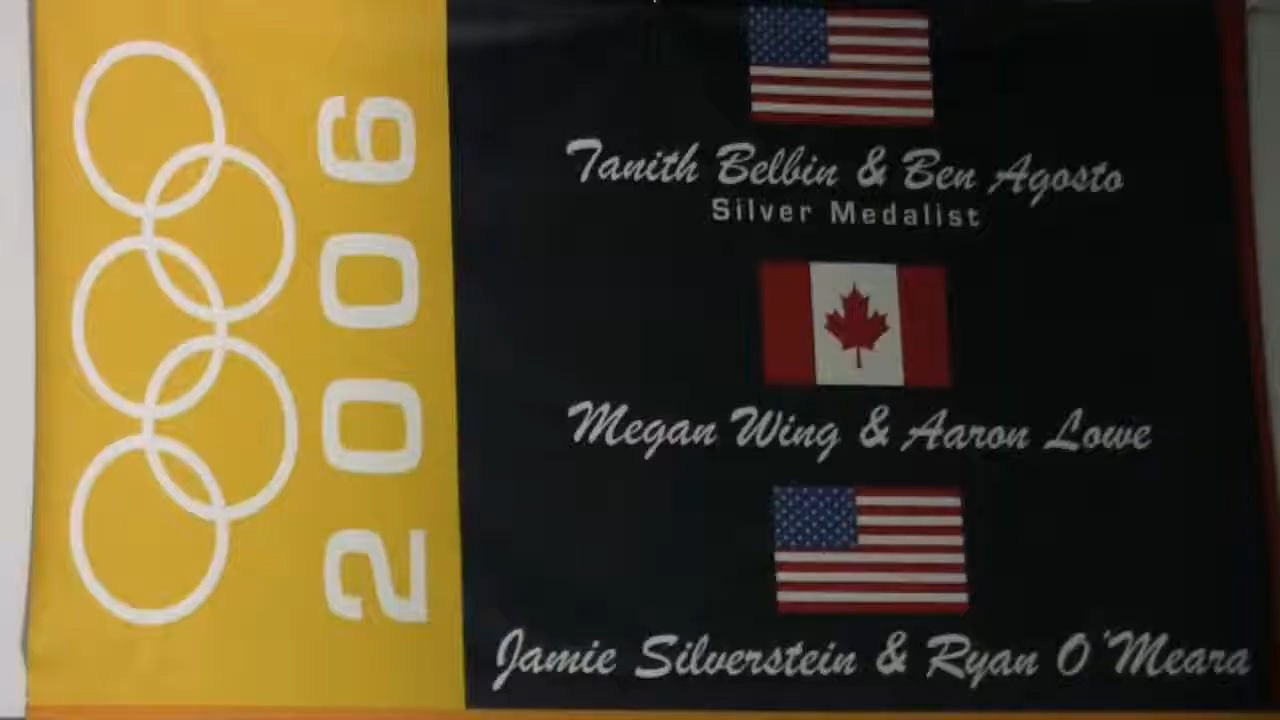 2006
Tanith Belbin & Ben Agosto
Silver Medalist
Megan Wing & Aaron Lowe
Jamie Silverstein & Ryan O'Meara